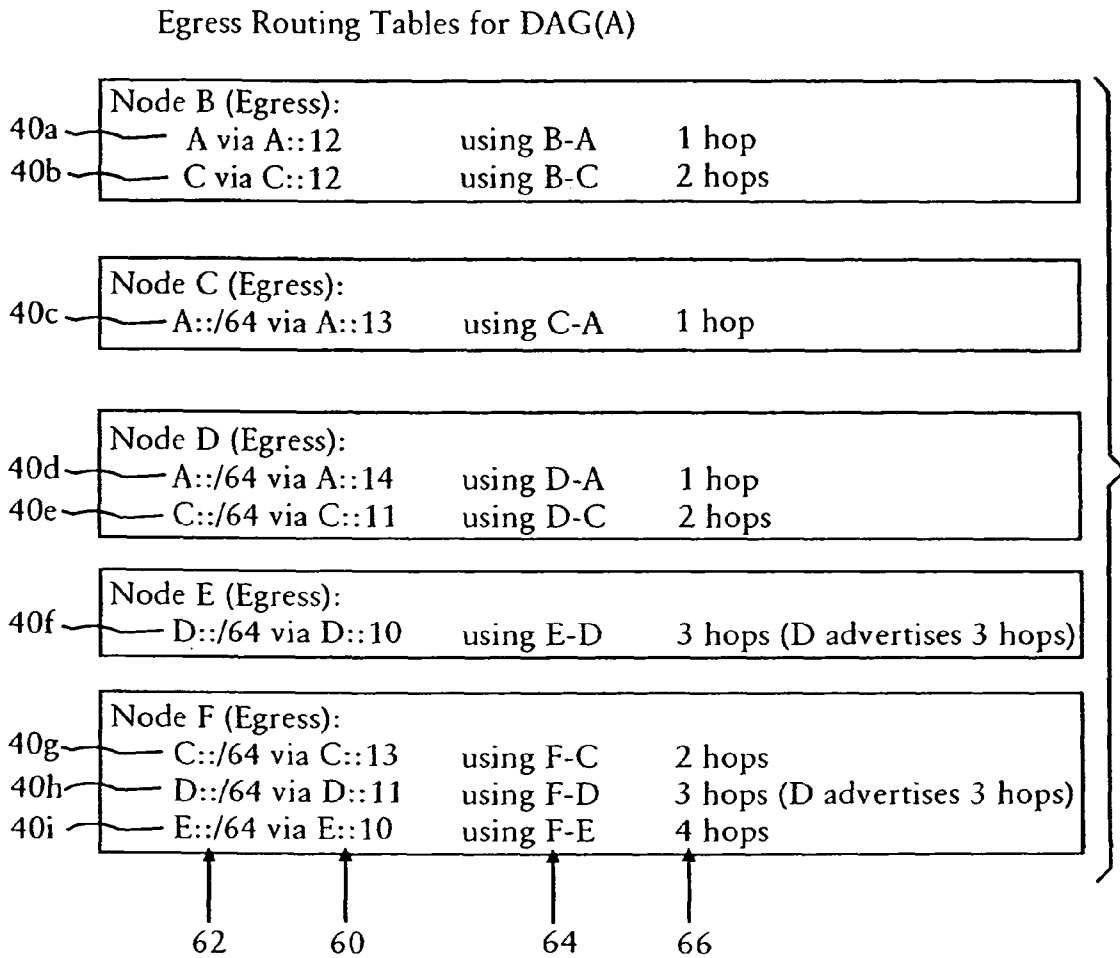 Egress Routing Tables for DAG(A)
Node B (Egress):
40a A via A::12 using B-A 1 hop
40b C via C::12 using B-C 2 hops
Node C (Egress):
40c A::/64 via A::13 using C-A 1 hop
Node D (Egress):
40d A::/64 via A::14 using D-A 1 hop
40e C::/64 via C::11 using D-C 2 hops
Node E (Egress):
40f D::/64 via D::10 using E-D 3 hops (D advertises 3 hops)
Node F (Egress):
40g C::/64 via C::13 using F-C 2 hops
40h D::/64 via D::11 using F-D 3 hops (D advertises 3 hops)
40i E::/64 via E::10 using F-E 4 hops
62 60 64 66